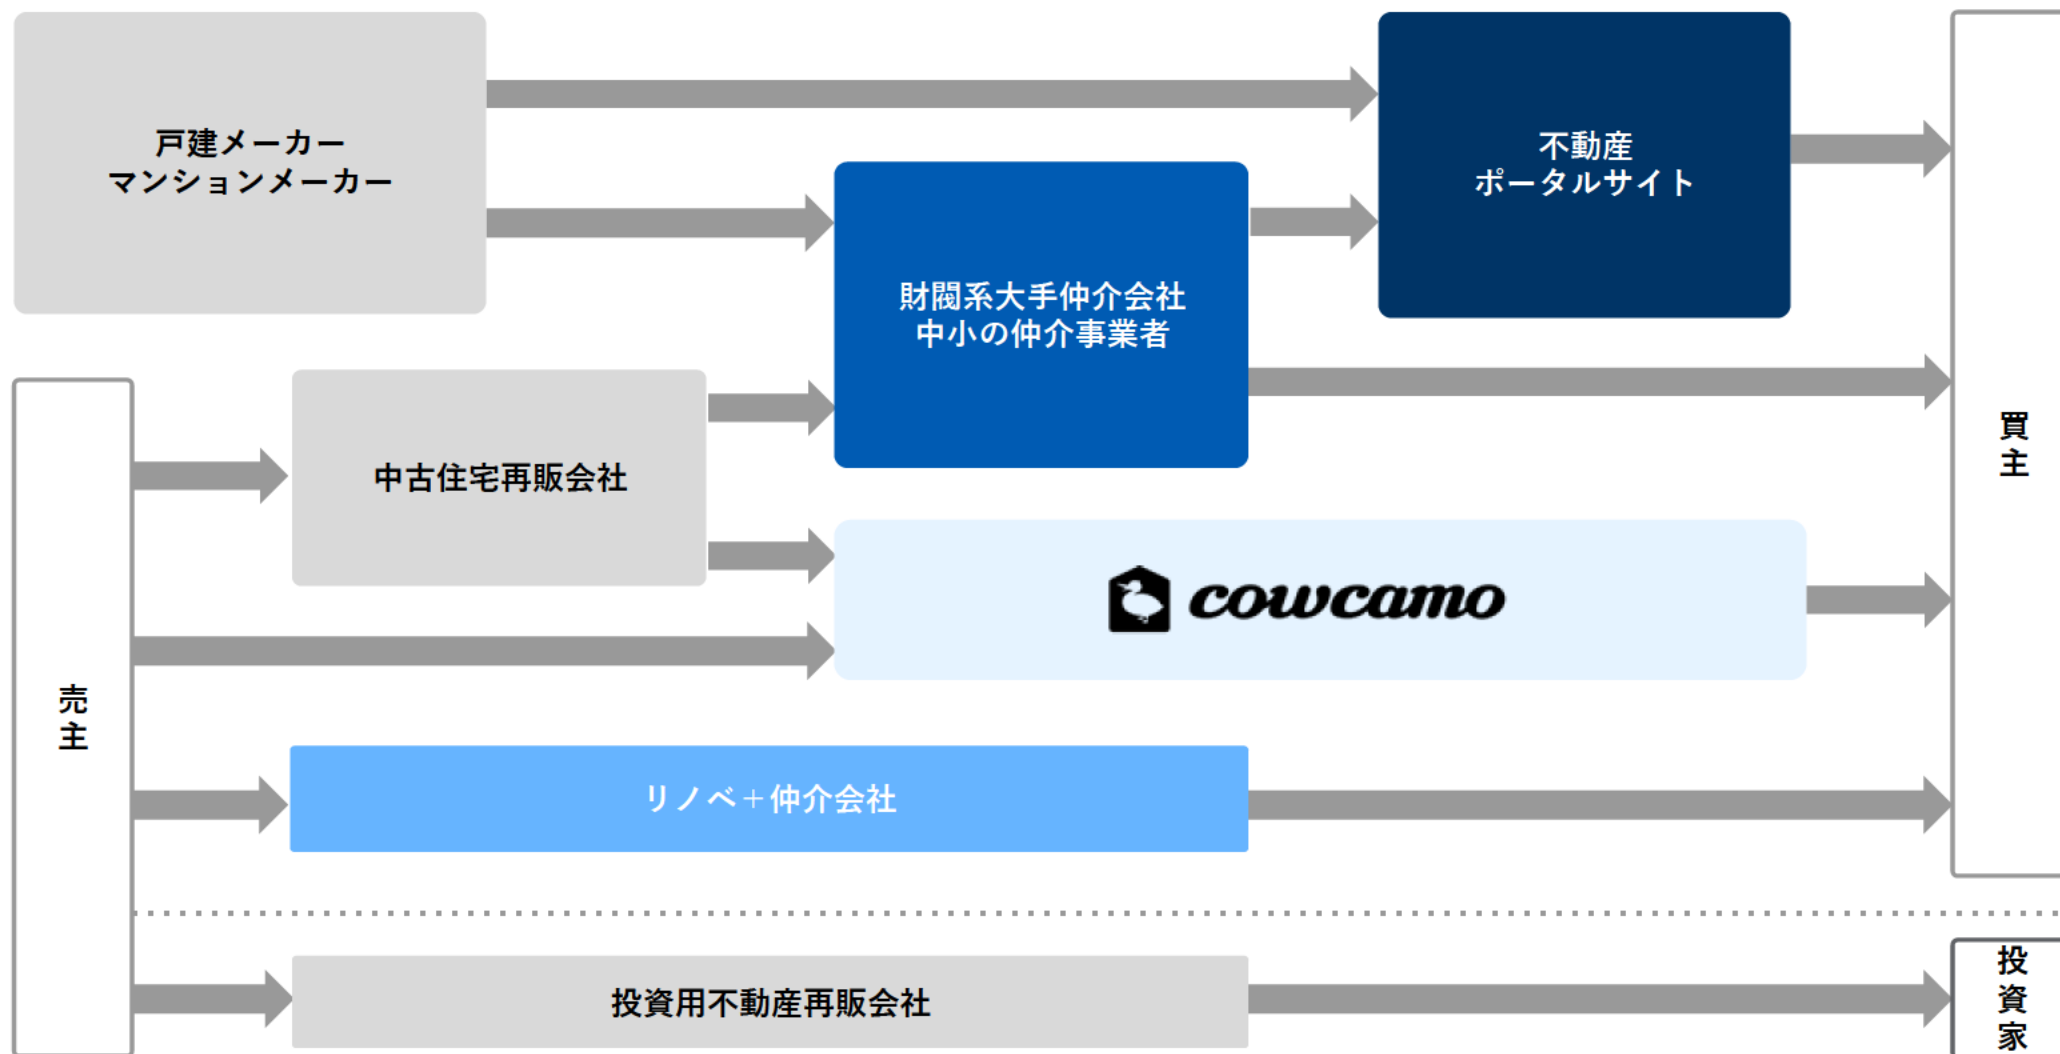 戸建メーカー
マンションメーカー
不動産
ポータルサイト
財閥系大手仲介会社
中小の仲介事業者
買主
中古住宅再販会社
cowcamo
売主
リノベ＋仲介会社
投資用不動産再販会社
投資家